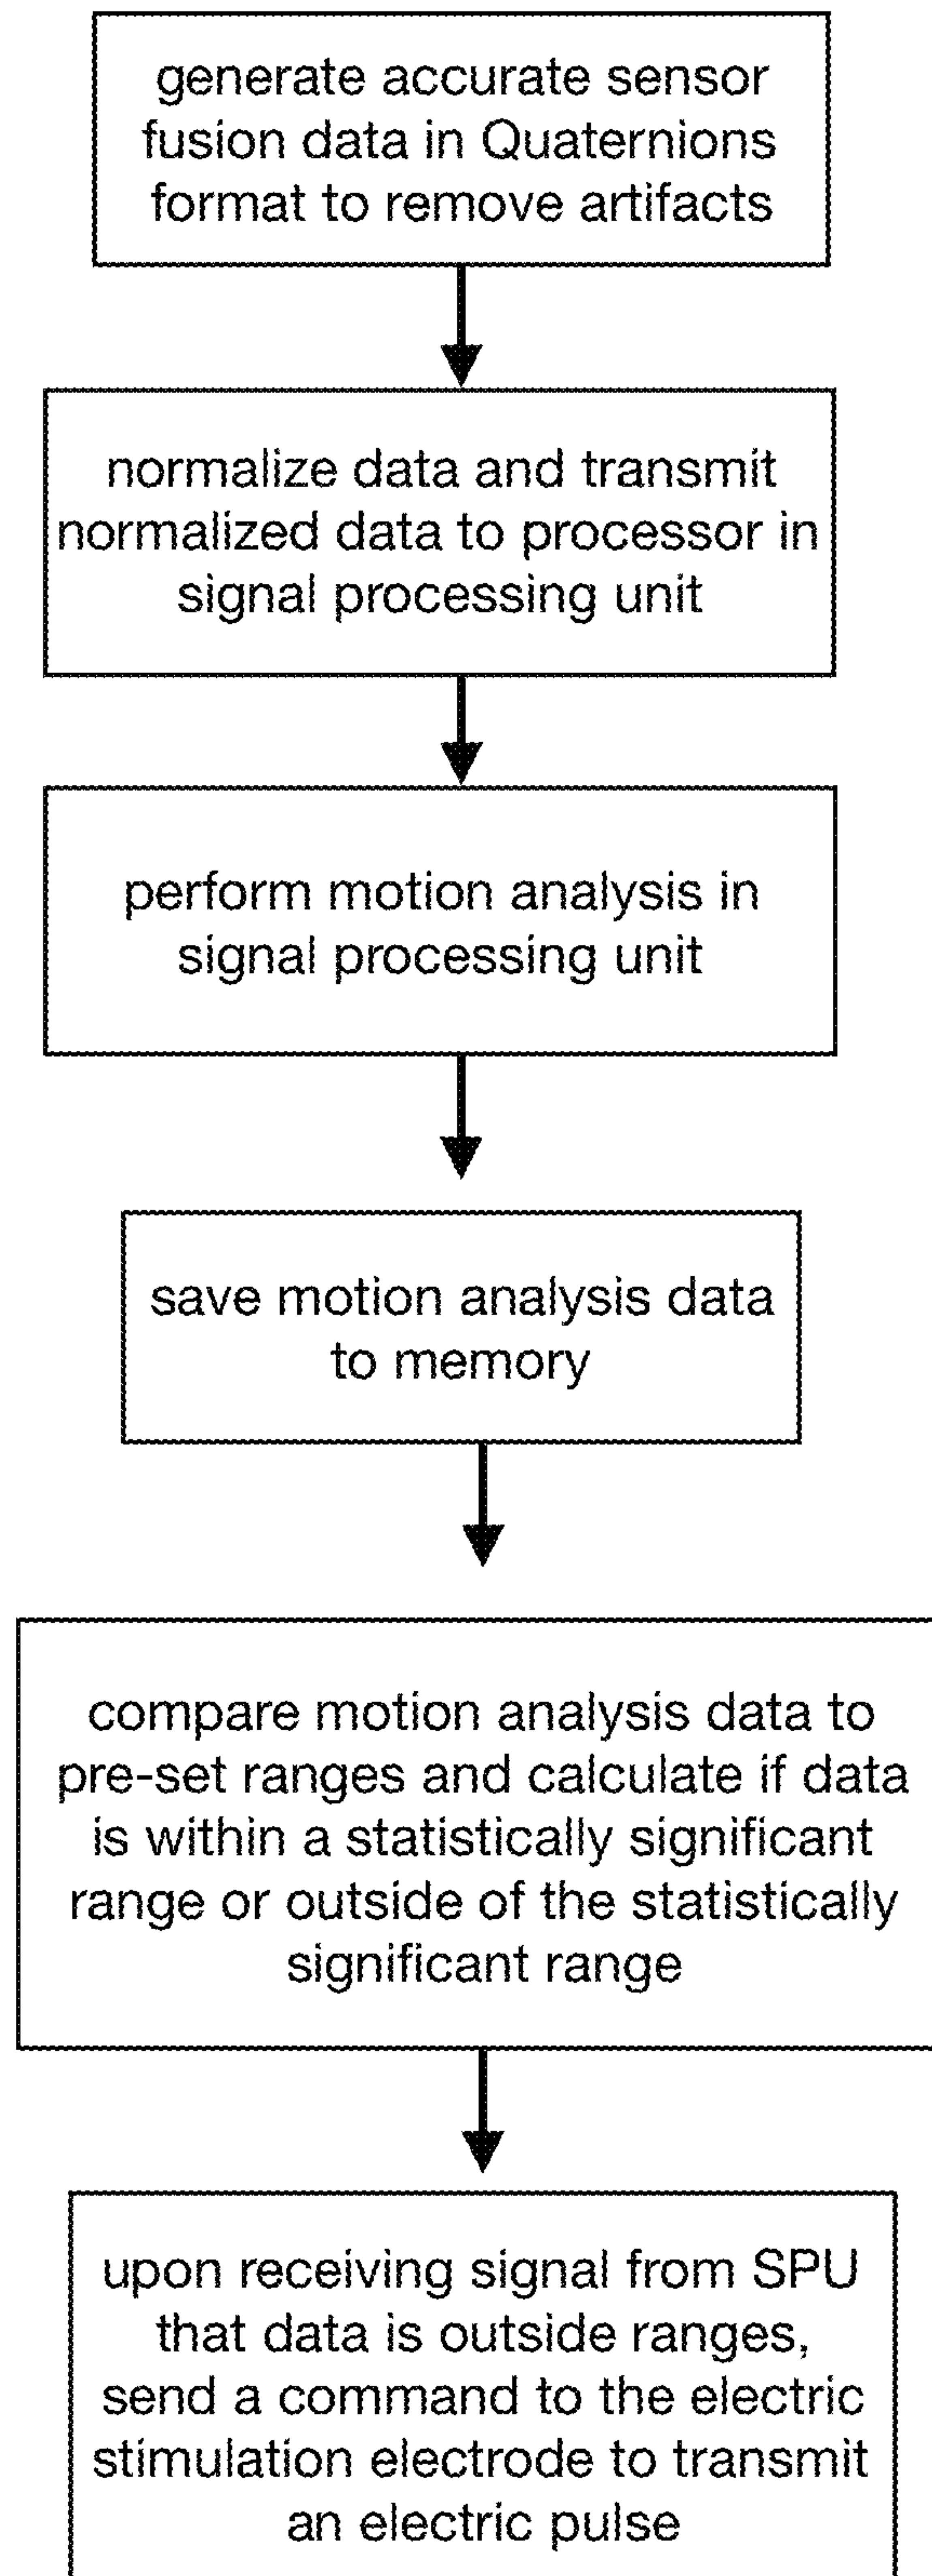 generate accurate sensor
fusion data in Quaternions
format to remove artifacts
normalize data and transmit
normalized data to processor in
signal processing unit
perform motion analysis in
signal processing unit
save motion analysis data
to memory
compare motion analysis data to
pre-set ranges and calculate if data
is within a statistically significant
range or outside of the statistically
significant range
upon receiving signal from SPU
that data is outside ranges,
send a command to the electric
stimulation electrode to transmit
an electric pulse